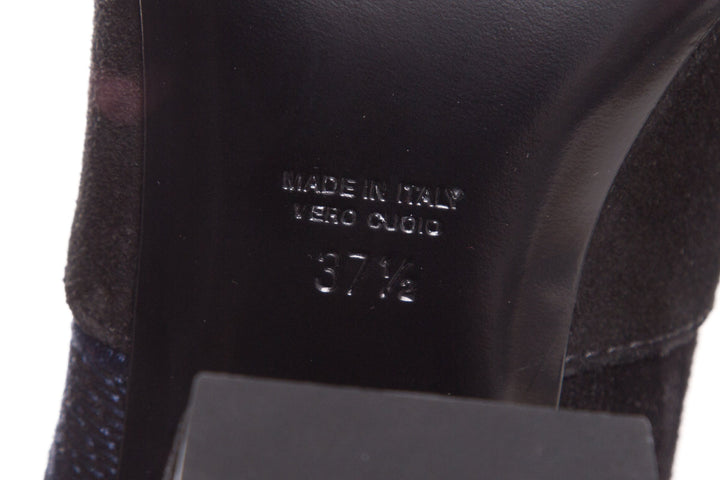 MADE IN ITALY
VERO CUOIO
37½